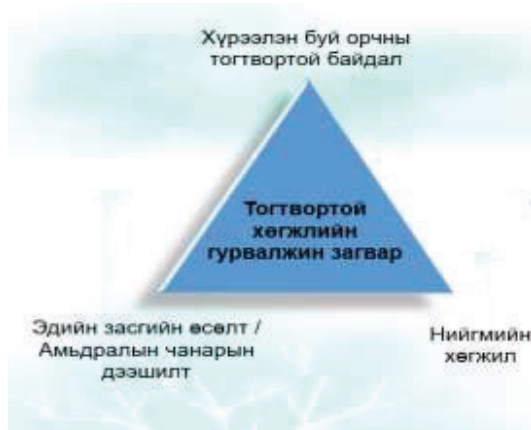 Хүрээлэн буй орчны
тогтвортой байдал
Тогтвортой
хөгжлийн
гурвалжин загвар
Эдийн засгийн өсөлт /
Амьдралын чанарын
дээшилт
Нийгмийн
хөгжил